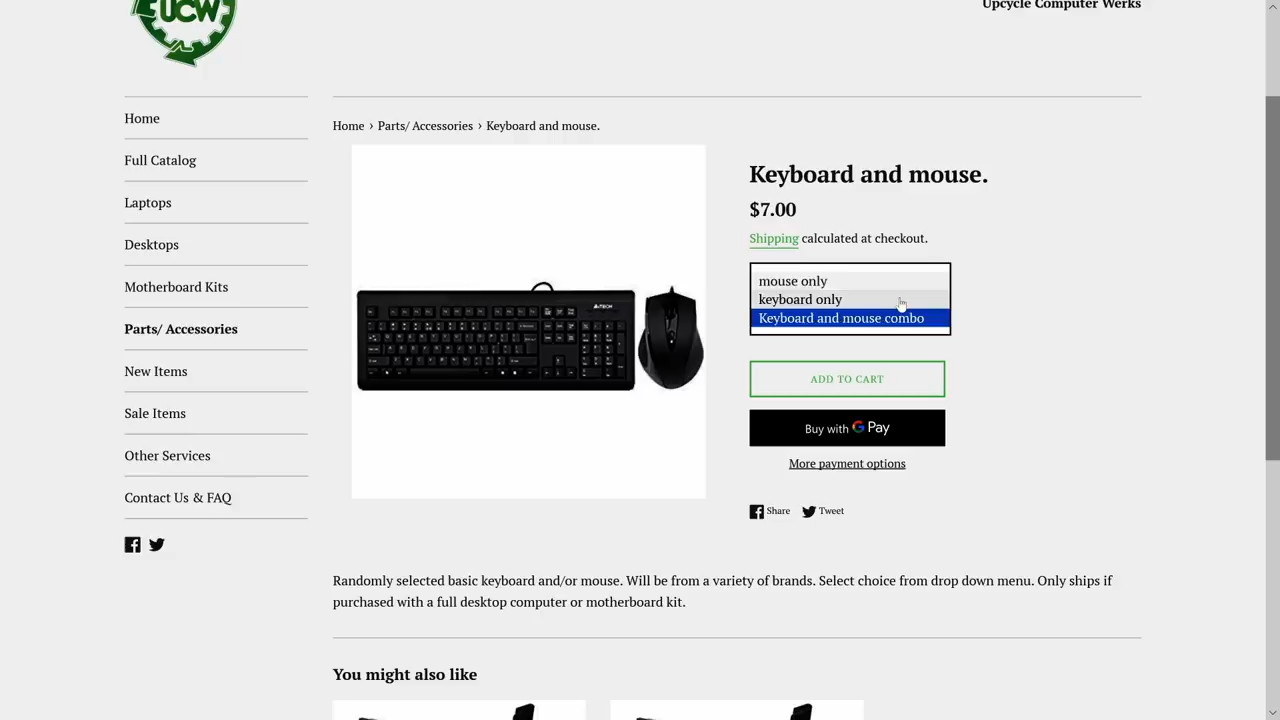 UCW
Upcycle Computer Werks
Home
Full Catalog
Laptops
Desktops
Motherboard Kits
Parts/ Accessories
New Items
Sale Items
Other Services
Contact Us & FAQ
Home › Parts/ Accessories › Keyboard and mouse.
A4TECH
Keyboard and mouse.
$7.00
Shipping calculated at checkout.
mouse only
keyboard only
Keyboard and mouse combo
ADD TO CART
Buy with G Pay
More payment options
Share Tweet
Randomly selected basic keyboard and/or mouse. Will be from a variety of brands. Select choice from drop down menu. Only ships if
purchased with a full desktop computer or motherboard kit.
You might also like